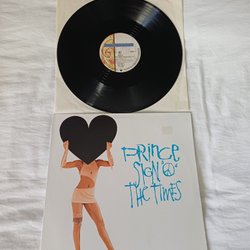 PRINCE
SIGN "☮" THE TIMES